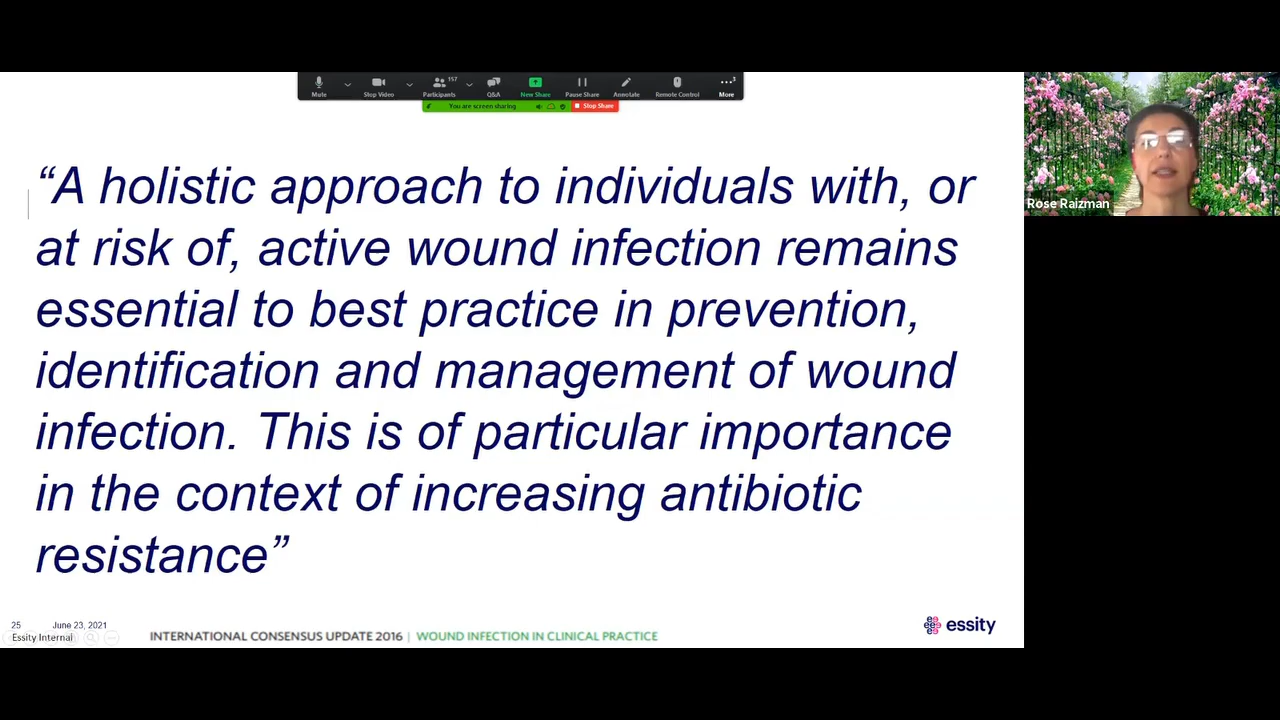 Mute
Stop Video
Participants
157
Q&A
New Share
Pause Share
Annotate
Remote Control
More
3
You are screen sharing
Stop Share
“A holistic approach to individuals with, or
at risk of, active wound infection remains
essential to best practice in prevention,
identification and management of wound
infection. This is of particular importance
in the context of increasing antibiotic
resistance”
Rose Raizman
25 June 23, 2021
Essity Internal
INTERNATIONAL CONSENSUS UPDATE 2016 | WOUND INFECTION IN CLINICAL PRACTICE
essity